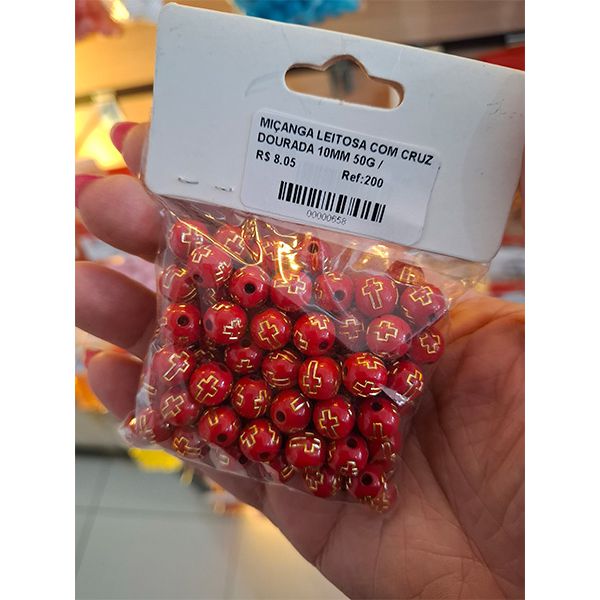 MIÇANGA LEITOSA COM CRUZ
DOURADA 10MM 50G /
R$ 8.05 Ref:200
00000658